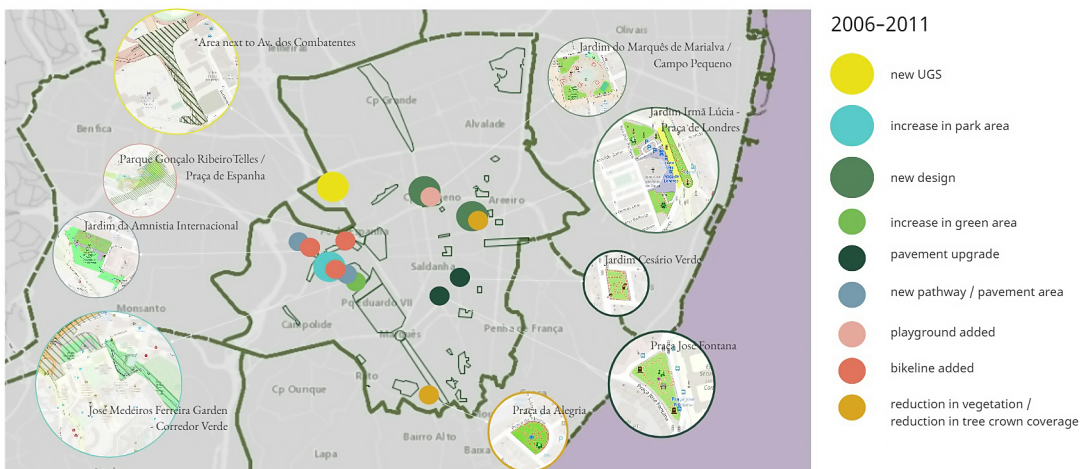 2006–2011
new UGS
increase in park area
new design
increase in green area
pavement upgrade
new pathway / pavement area
playground added
bikeline added
reduction in vegetation /
reduction in tree crown coverage
Area next to Av. dos Combatentes
Parque Gonçalo RibeiroTelles /
Praça de Espanha
Jardim da Amnistia Internacional
José Medeiros Ferreira Garden
- Corredor Verde
Jardim do Marquês de Marialva /
Campo Pequeno
Jardim Irmã Lúcia -
Praça de Londres
Jardim Cesário Verde
Praça José Fontana
Praça da Alegria
Olivais
Cp Grande
Alvalade
Benfica
Areeiro
Saldanha
Pq Eduardo VII
Monsanto
Campolide
Marquês
Penha de França
Rato
Cp Ourique
Bairro Alto
Baixa
Lapa